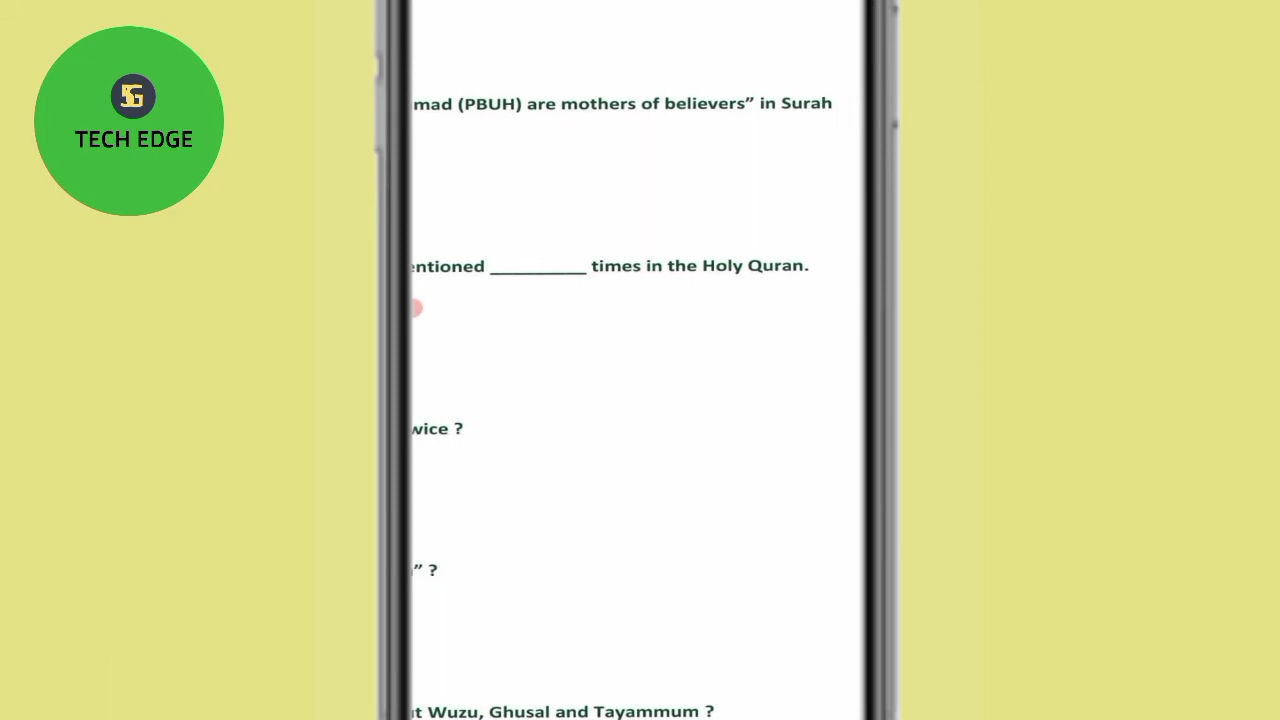 5G
TECH EDGE
mad (PBUH) are mothers of believers” in Surah
entioned __________ times in the Holy Quran.
wice ?
” ?
t Wuzu, Ghusal and Tayammum ?